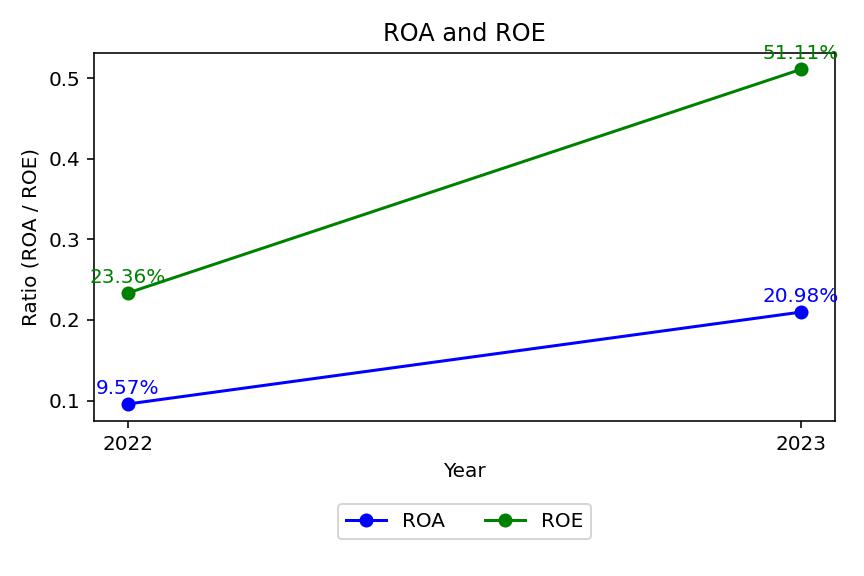 ROA and ROE
51.11%
0.5
0.4
0.3
23.36%
20.98%
0.2
9.57%
0.1
Ratio (ROA / ROE)
2022
2023
Year
ROA
ROE